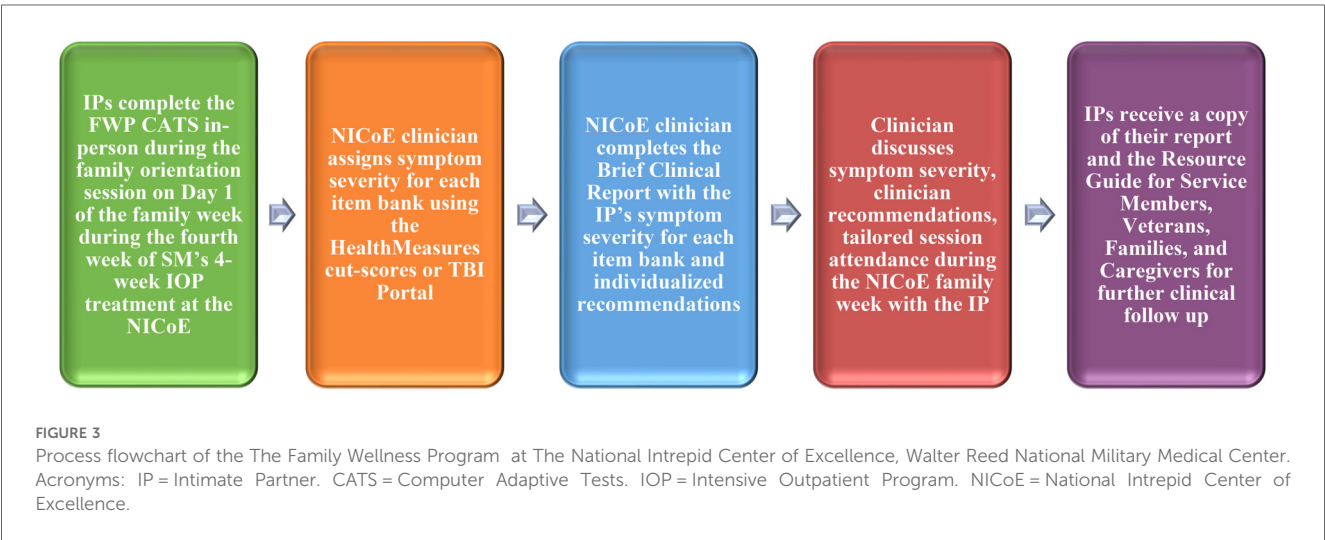 IPs complete the
FWP CATS in-
person during the
family orientation
session on Day 1
of the family week
during the fourth
week of SM's 4-
week IOP
treatment at the
NICoE
NICoE clinician
assigns symptom
severity for each
item bank using
the
HealthMeasures
cut-scores or TBI
Portal
NICoE clinician
completes the
Brief Clinical
Report with the
IP's symptom
severity for each
item bank and
individualized
recommendations
Clinician
discusses
symptom severity,
clinician
recommendations,
tailored session
attendance during
the NICoE family
week with the IP
IPs receive a copy
of their report
and the Resource
Guide for Service
Members,
Veterans,
Families, and
Caregivers for
further clinical
follow up
FIGURE 3
Process flowchart of the The Family Wellness Program at The National Intrepid Center of Excellence, Walter Reed National Military Medical Center.
Acronyms: IP = Intimate Partner. CATS = Computer Adaptive Tests. IOP = Intensive Outpatient Program. NICoE = National Intrepid Center of
Excellence.